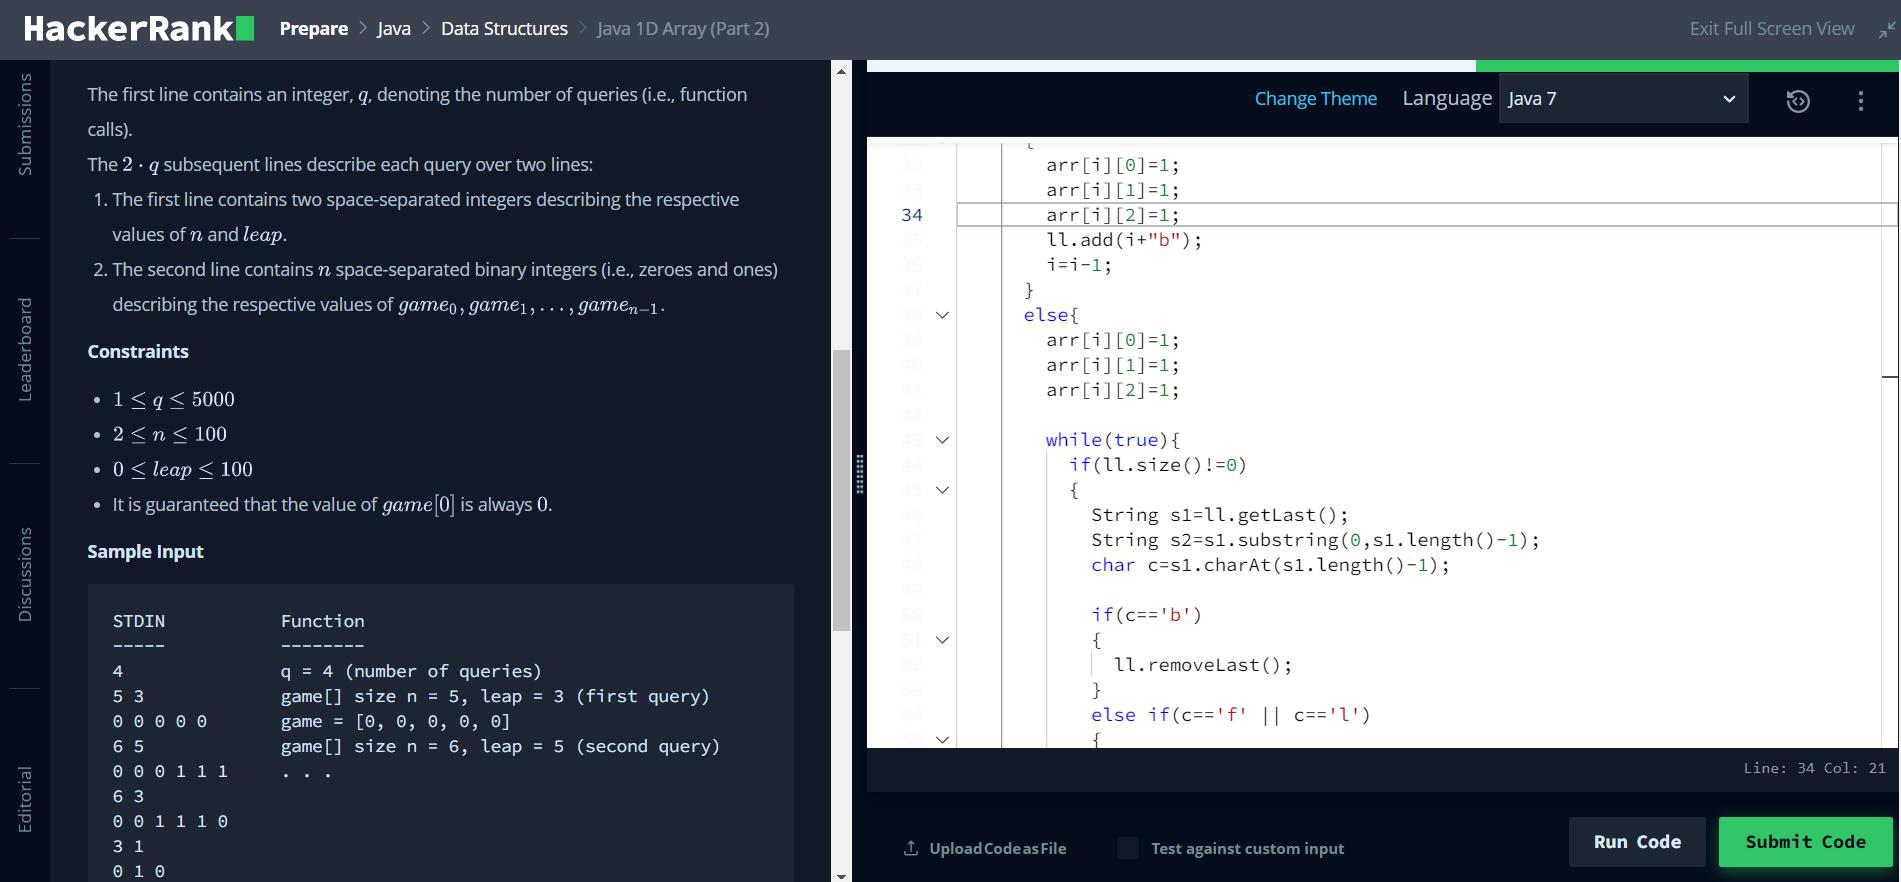 HackerRank Prepare > Java > Data Structures > Java 1D Array (Part 2) Exit Full Screen View
Submissions
Leaderboard
Discussions
Editorial
The first line contains an integer, q, denoting the number of queries (i.e., function
calls).
The 2 · q subsequent lines describe each query over two lines:
1. The first line contains two space-separated integers describing the respective
values of n and leap.
2. The second line contains n space-separated binary integers (i.e., zeroes and ones)
describing the respective values of game₀, game₁, . . . , gameₙ₋₁.
Constraints
• 1 ≤ q ≤ 5000
• 2 ≤ n ≤ 100
• 0 ≤ leap ≤ 100
• It is guaranteed that the value of game[0] is always 0.
Sample Input
STDIN Function
----- --------
4 q = 4 (number of queries)
5 3 game[] size n = 5, leap = 3 (first query)
0 0 0 0 0 game = [0, 0, 0, 0, 0]
6 5 game[] size n = 6, leap = 5 (second query)
0 0 0 1 1 1 . . .
6 3
0 0 1 1 1 0
3 1
0 1 0
Change Theme Language Java 7
{
32 arr[i][0]=1;
33 arr[i][1]=1;
34 arr[i][2]=1;
35 ll.add(i+"b");
36 i=i-1;
37 }
38 else{
39 arr[i][0]=1;
40 arr[i][1]=1;
41 arr[i][2]=1;
42
43 while(true){
44 if(ll.size()!=0)
45 {
46 String s1=ll.getLast();
47 String s2=s1.substring(0,s1.length()-1);
48 char c=s1.charAt(s1.length()-1);
49
50 if(c=='b')
51 {
52 ll.removeLast();
53 }
54 else if(c=='f' || c=='l')
55 {
Line: 34 Col: 21
Upload Code as File Test against custom input Run Code Submit Code